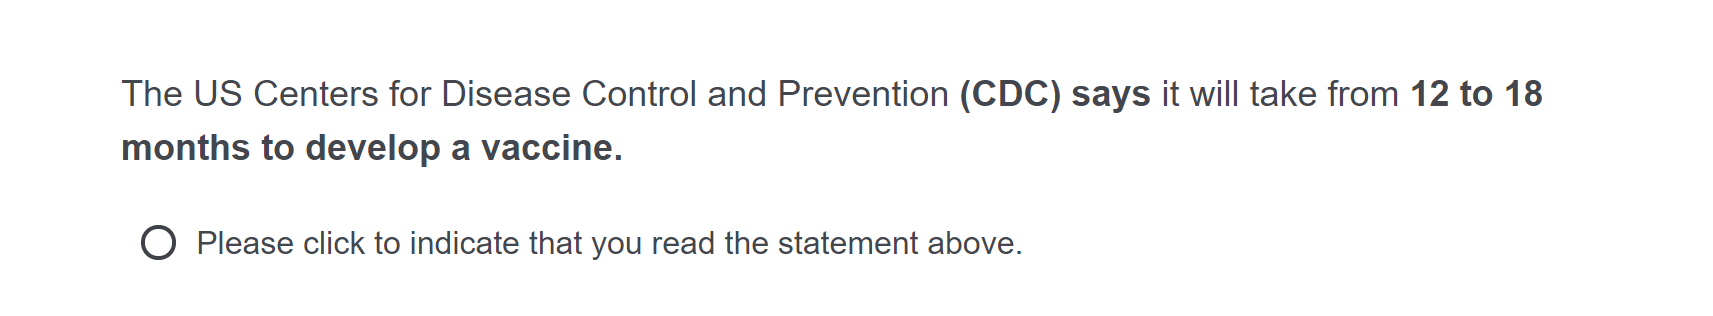 The US Centers for Disease Control and Prevention (CDC) says it will take from 12 to 18
months to develop a vaccine.
Please click to indicate that you read the statement above.